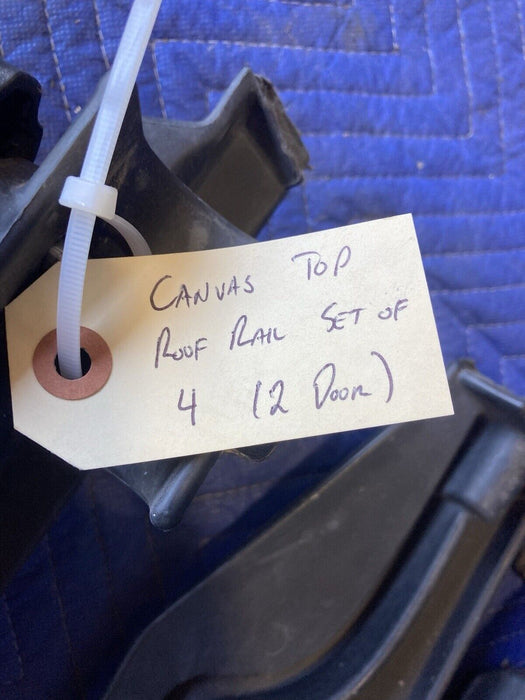 CANVAS TOP
ROOF RAIL SET OF
4 (2 DOOR)